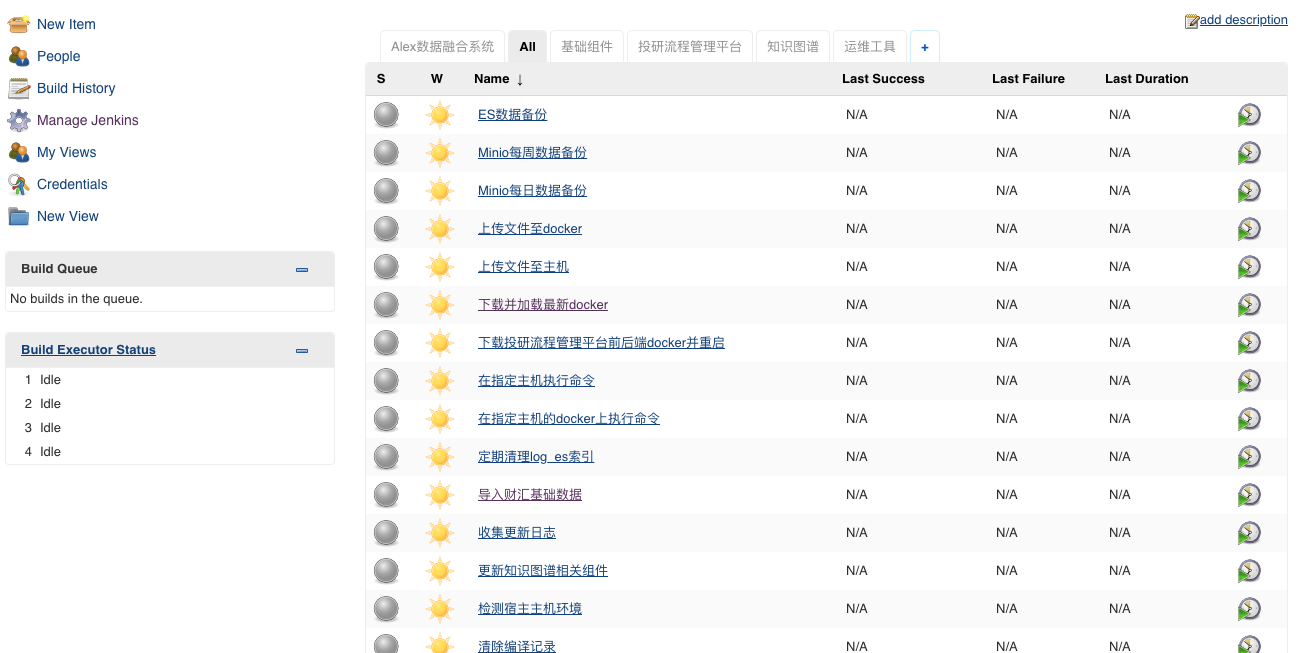 add description
New Item
People
Build History
Manage Jenkins
My Views
Credentials
New View
Build Queue
No builds in the queue.
Build Executor Status
1 Idle
2 Idle
3 Idle
4 Idle
Alex数据融合系统 All 基础组件 投研流程管理平台 知识图谱 运维工具 +
S W Name ↓ Last Success Last Failure Last Duration
ES数据备份 N/A N/A N/A
Minio每周数据备份 N/A N/A N/A
Minio每日数据备份 N/A N/A N/A
上传文件至docker N/A N/A N/A
上传文件至主机 N/A N/A N/A
下载并加载最新docker N/A N/A N/A
下载投研流程管理平台前后端docker并重启 N/A N/A N/A
在指定主机执行命令 N/A N/A N/A
在指定主机的docker上执行命令 N/A N/A N/A
定期清理log_es索引 N/A N/A N/A
导入财汇基础数据 N/A N/A N/A
收集更新日志 N/A N/A N/A
更新知识图谱相关组件 N/A N/A N/A
检测宿主主机环境 N/A N/A N/A
清除编译记录 N/A N/A N/A